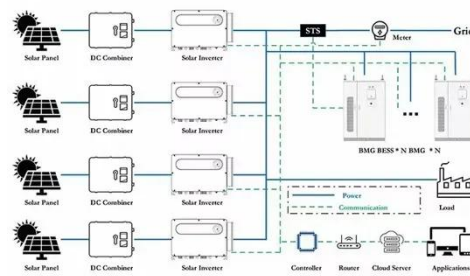 STS
Grid
Meter
Solar Panel DC Combiner Solar Inverter
Solar Panel DC Combiner Solar Inverter
BMG BESS * N BMG * N
Solar Panel DC Combiner Solar Inverter
Power
Communication
Load
Solar Panel DC Combiner Solar Inverter
Controller Router Cloud Server Application